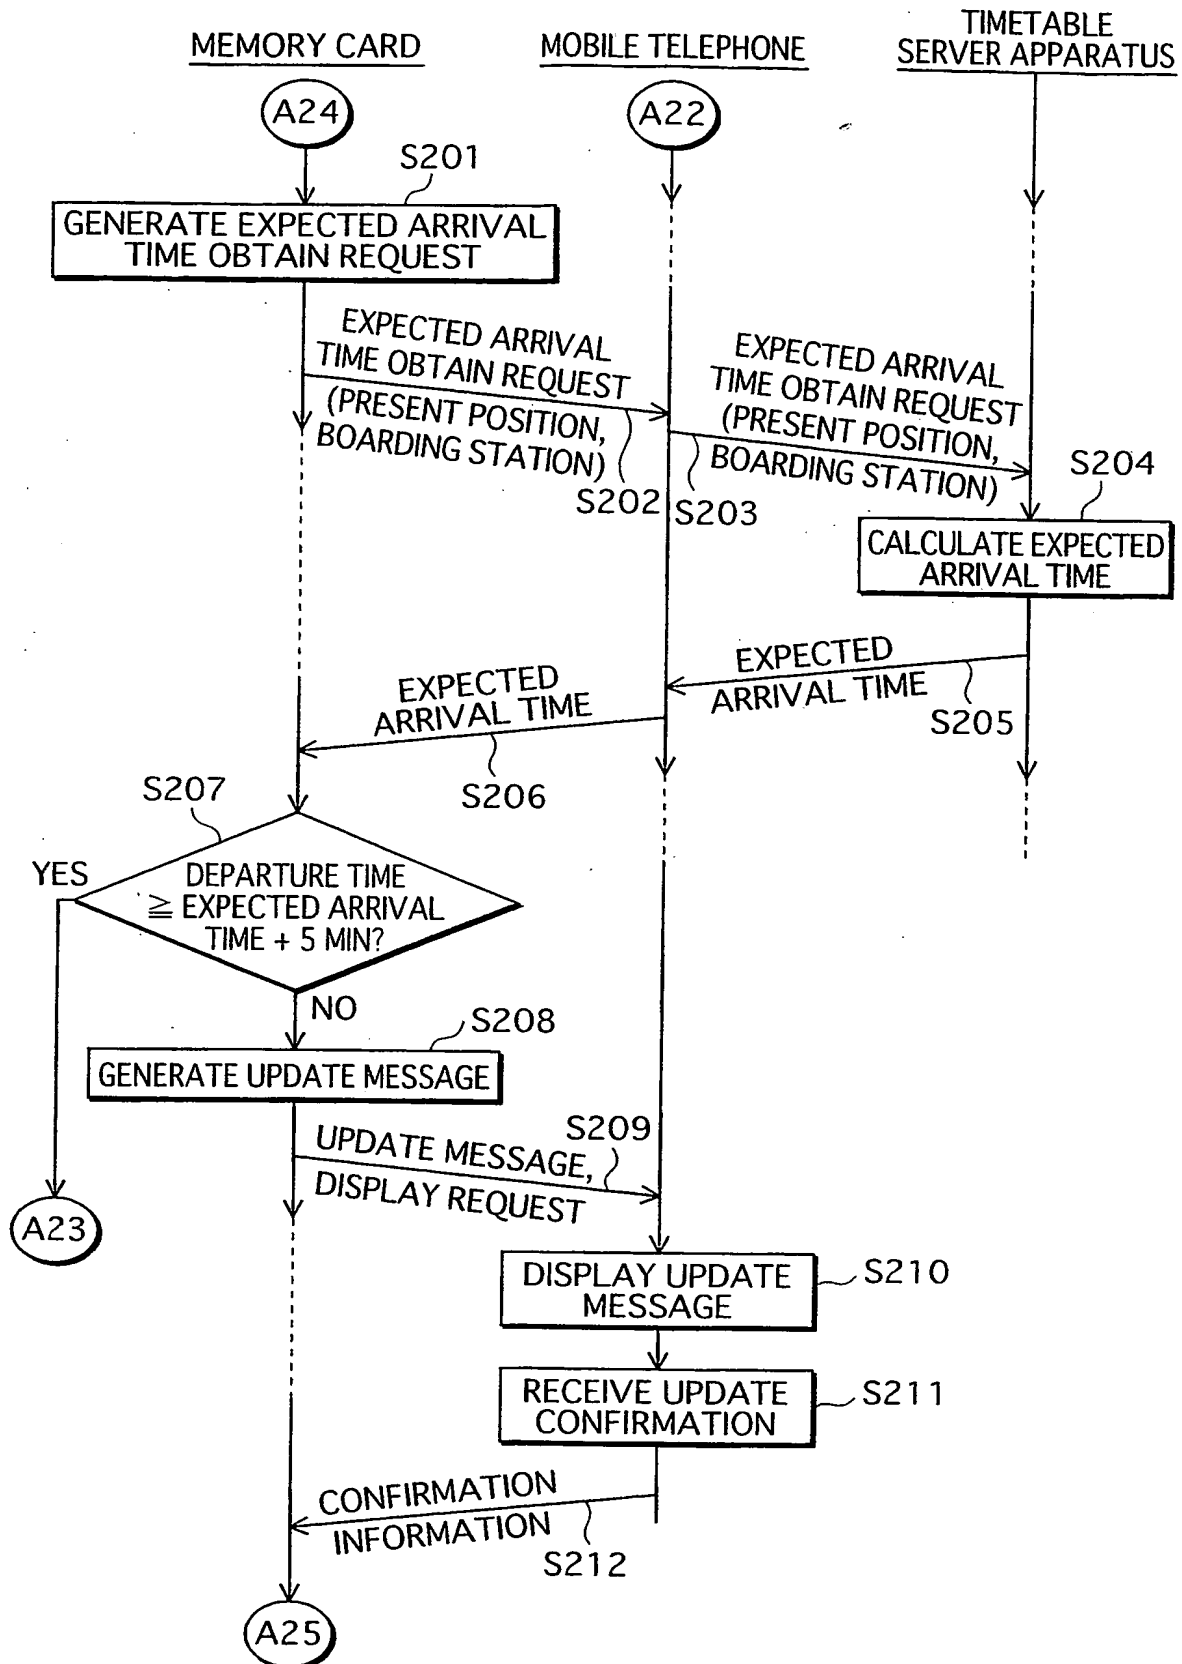 MEMORY CARD
MOBILE TELEPHONE
TIMETABLE
SERVER APPARATUS
A24
A22
S201
GENERATE EXPECTED ARRIVAL
TIME OBTAIN REQUEST
EXPECTED ARRIVAL
TIME OBTAIN REQUEST
(PRESENT POSITION,
BOARDING STATION)
S202
EXPECTED ARRIVAL
TIME OBTAIN REQUEST
(PRESENT POSITION,
BOARDING STATION)
S203
S204
CALCULATE EXPECTED
ARRIVAL TIME
EXPECTED
ARRIVAL TIME
S205
EXPECTED
ARRIVAL TIME
S206
S207
YES
DEPARTURE TIME
≧ EXPECTED ARRIVAL
TIME + 5 MIN?
NO
S208
GENERATE UPDATE MESSAGE
S209
UPDATE MESSAGE,
DISPLAY REQUEST
A23
DISPLAY UPDATE
MESSAGE
S210
RECEIVE UPDATE
CONFIRMATION
S211
CONFIRMATION
INFORMATION
S212
A25